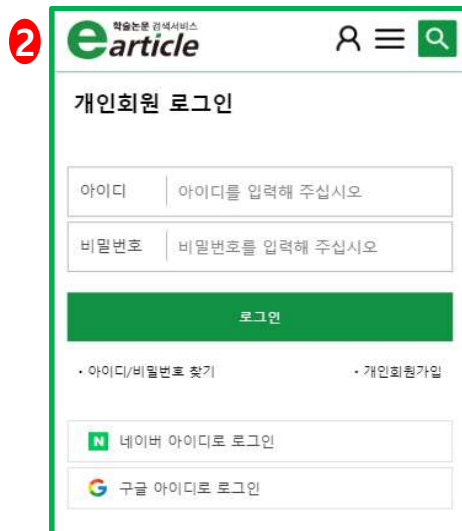 2
학술논문 검색서비스
earticle
개인회원 로그인
아이디 아이디를 입력해 주십시오
비밀번호 비밀번호를 입력해 주십시오
로그인
· 아이디/비밀번호 찾기 · 개인회원가입
N 네이버 아이디로 로그인
G 구글 아이디로 로그인